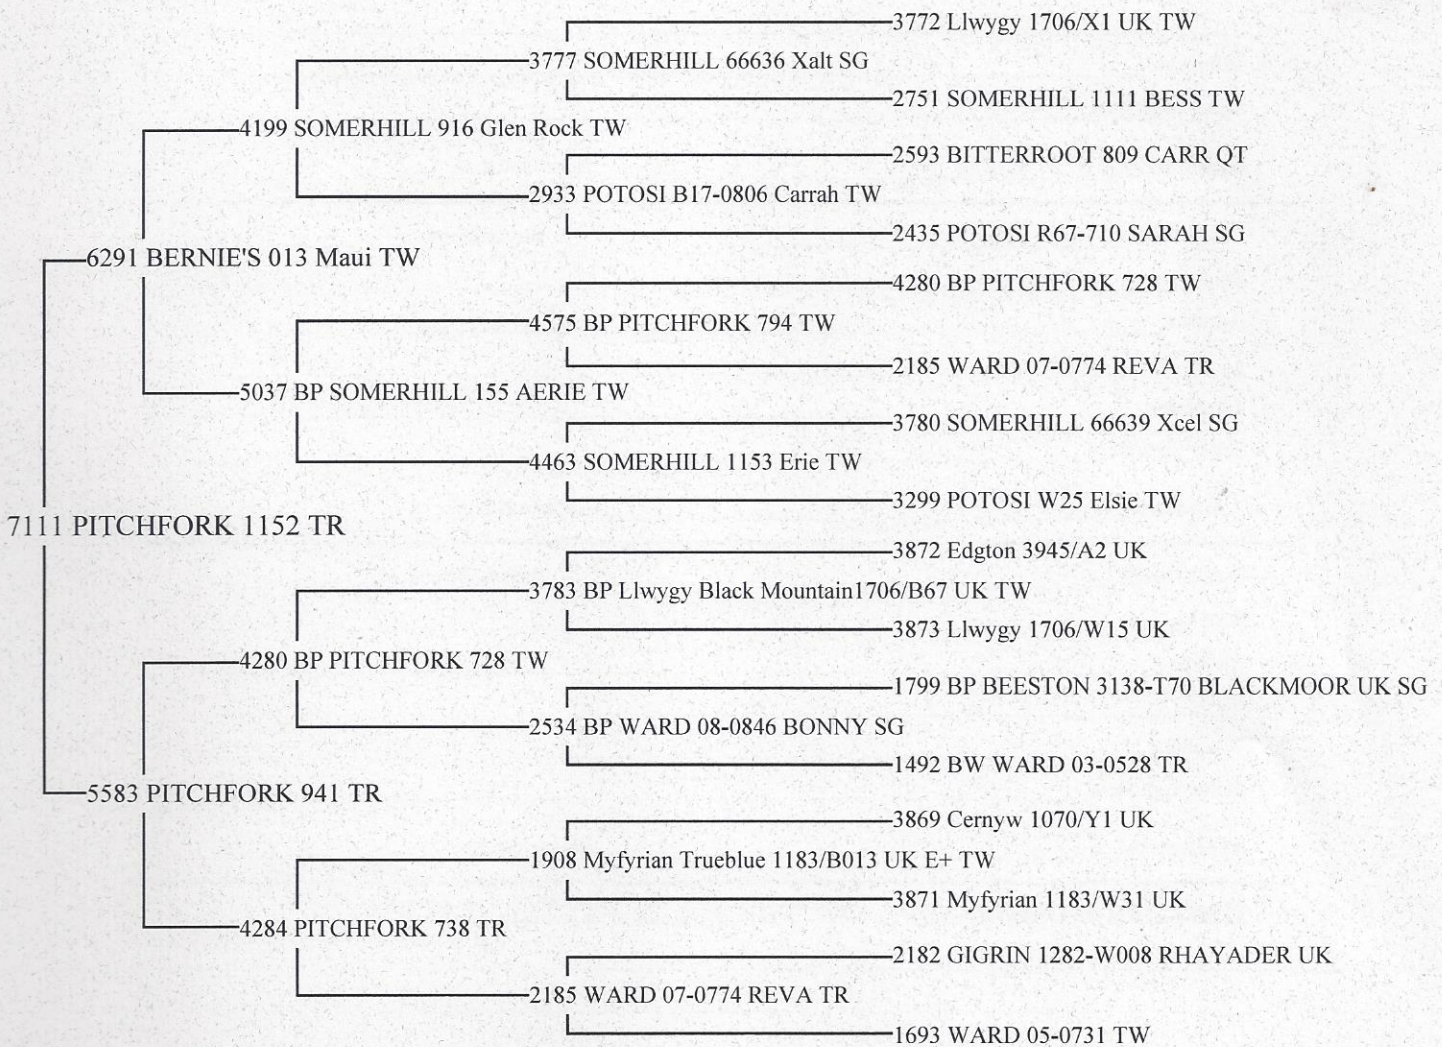 3772 Llwygy 1706/X1 UK TW
3777 SOMERHILL 66636 Xalt SG
2751 SOMERHILL 1111 BESS TW
4199 SOMERHILL 916 Glen Rock TW
2593 BITTERROOT 809 CARR QT
2933 POTOSI B17-0806 Carrah TW
2435 POTOSI R67-710 SARAH SG
6291 BERNIE'S 013 Maui TW
4280 BP PITCHFORK 728 TW
4575 BP PITCHFORK 794 TW
2185 WARD 07-0774 REVA TR
5037 BP SOMERHILL 155 AERIE TW
3780 SOMERHILL 66639 Xcel SG
4463 SOMERHILL 1153 Erie TW
3299 POTOSI W25 Elsie TW
7111 PITCHFORK 1152 TR
3872 Edgton 3945/A2 UK
3783 BP Llwygy Black Mountain1706/B67 UK TW
3873 Llwygy 1706/W15 UK
4280 BP PITCHFORK 728 TW
1799 BP BEESTON 3138-T70 BLACKMOOR UK SG
2534 BP WARD 08-0846 BONNY SG
1492 BW WARD 03-0528 TR
5583 PITCHFORK 941 TR
3869 Cernyw 1070/Y1 UK
1908 Myfyrian Trueblue 1183/B013 UK E+ TW
3871 Myfyrian 1183/W31 UK
4284 PITCHFORK 738 TR
2182 GIGRIN 1282-W008 RHAYADER UK
2185 WARD 07-0774 REVA TR
1693 WARD 05-0731 TW